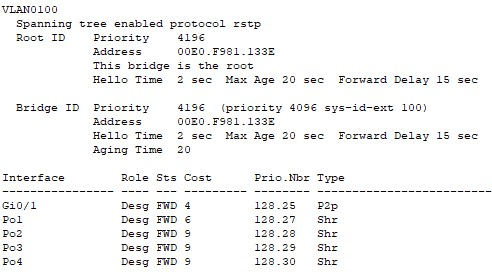 VLAN0100
Spanning tree enabled protocol rstp
Root ID Priority 4196
Address 00E0.F981.133E
This bridge is the root
Hello Time 2 sec Max Age 20 sec Forward Delay 15 sec
Bridge ID Priority 4196 (priority 4096 sys-id-ext 100)
Address 00E0.F981.133E
Hello Time 2 sec Max Age 20 sec Forward Delay 15 sec
Aging Time 20
Interface Role Sts Cost Prio.Nbr Type
---------------- ---- --- --------- -------- --------------------------------
Gi0/1 Desg FWD 4 128.25 P2p
Po1 Desg FWD 6 128.27 Shr
Po2 Desg FWD 9 128.28 Shr
Po3 Desg FWD 9 128.29 Shr
Po4 Desg FWD 9 128.30 Shr